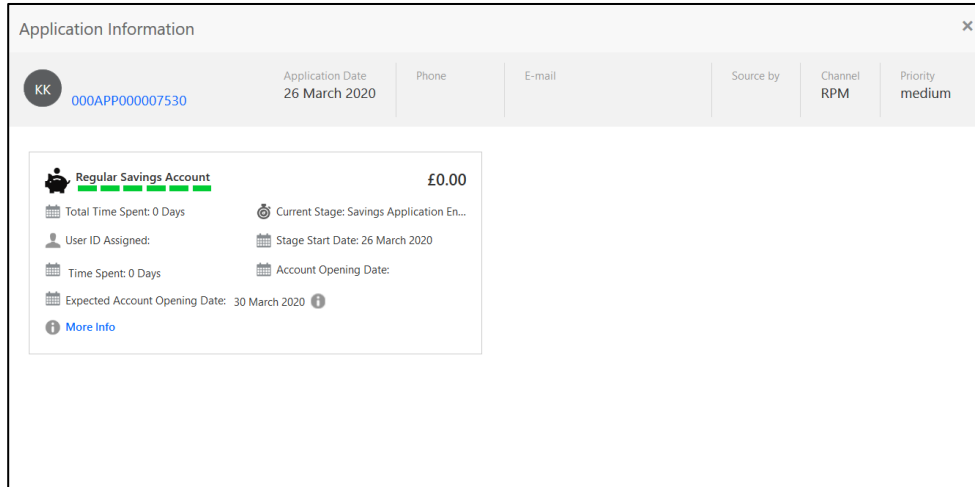 Application Information
×
KK
000APP000007530
Application Date
26 March 2020
Phone
E-mail
Source by
Channel
RPM
Priority
medium
Regular Savings Account
£0.00
Total Time Spent: 0 Days
Current Stage: Savings Application En...
User ID Assigned:
Stage Start Date: 26 March 2020
Time Spent: 0 Days
Account Opening Date:
Expected Account Opening Date: 30 March 2020
More Info